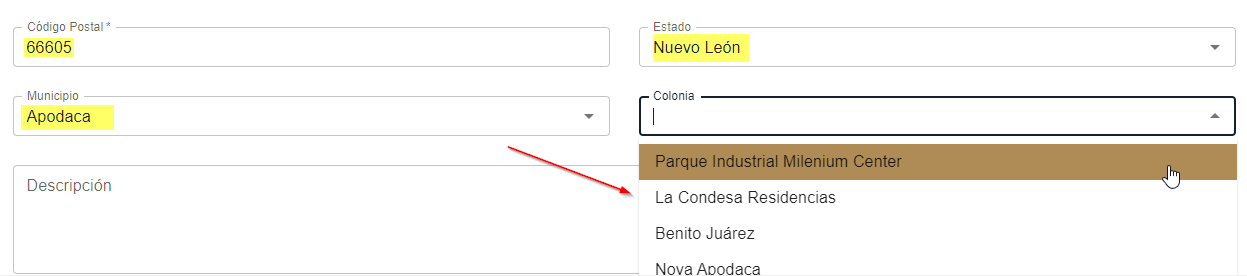 Código Postal *
66605
Estado
Nuevo León
Municipio
Apodaca
Colonia
Parque Industrial Milenium Center
La Condesa Residencias
Benito Juárez
Nova Apodaca
Descripción